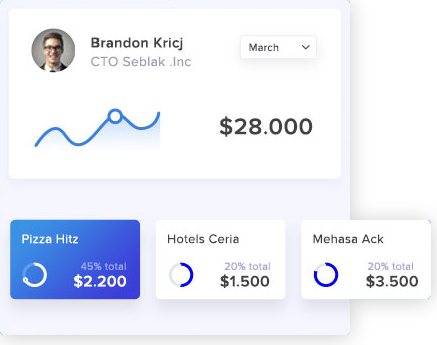 Brandon Kricj
CTO Seblak .Inc
March
$28.000
Pizza Hitz
45% total
$2.200
Hotels Ceria
20% total
$1.500
Mehasa Ack
20% total
$3.500